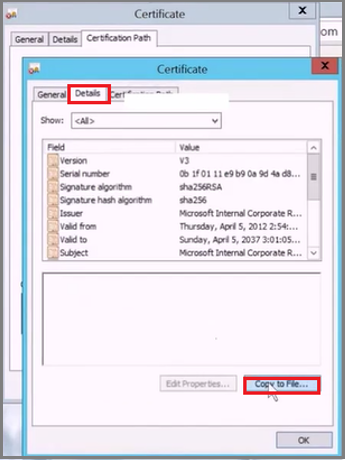 Certificate
X
General Details Certification Path
om
Certificate
X
General Details
Show: <All>
Field Value
Version V3
Serial number 0b 1f 01 11 e9 b9 0a 9d 4a d8...
Signature algorithm sha256RSA
Signature hash algorithm sha256
Issuer Microsoft Internal Corporate R...
Valid from Thursday, April 5, 2012 2:54:...
Valid to Sunday, April 5, 2037 3:01:05...
Subject Microsoft Internal Corporate R...
Edit Properties... Copy to File...
OK